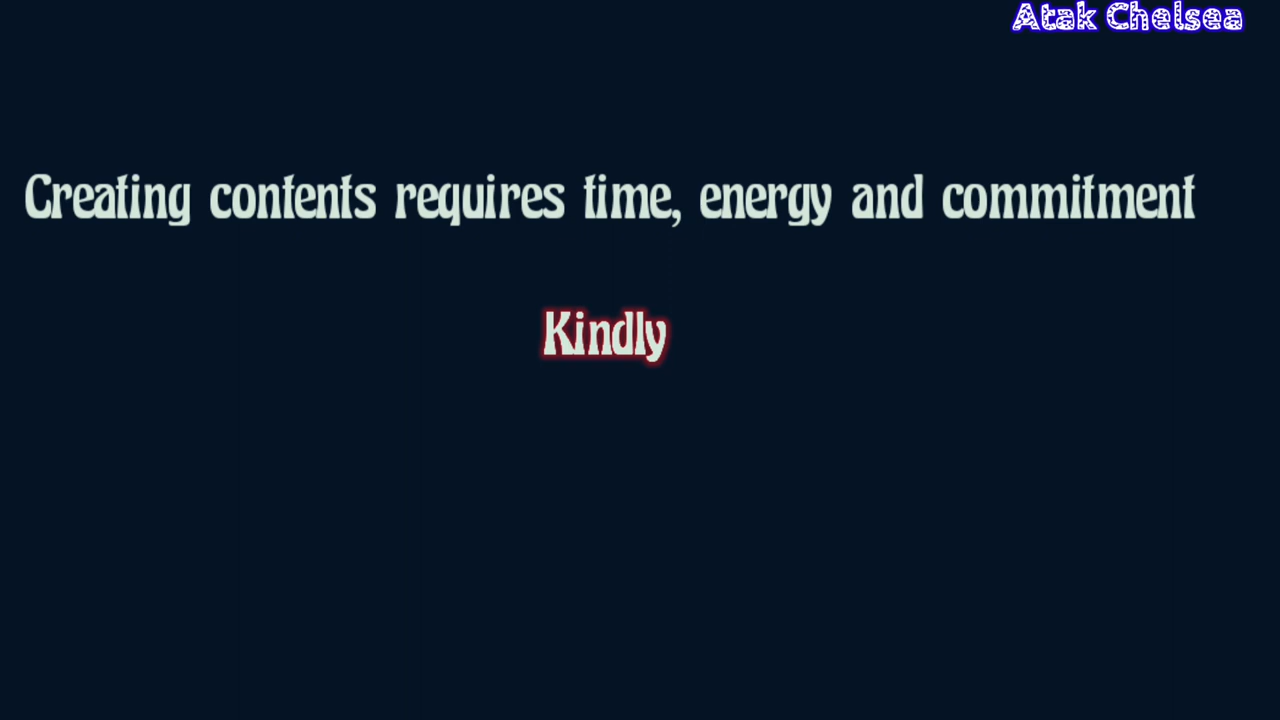 Atak Chelsea
Creating contents requires time, energy and commitment
Kindly